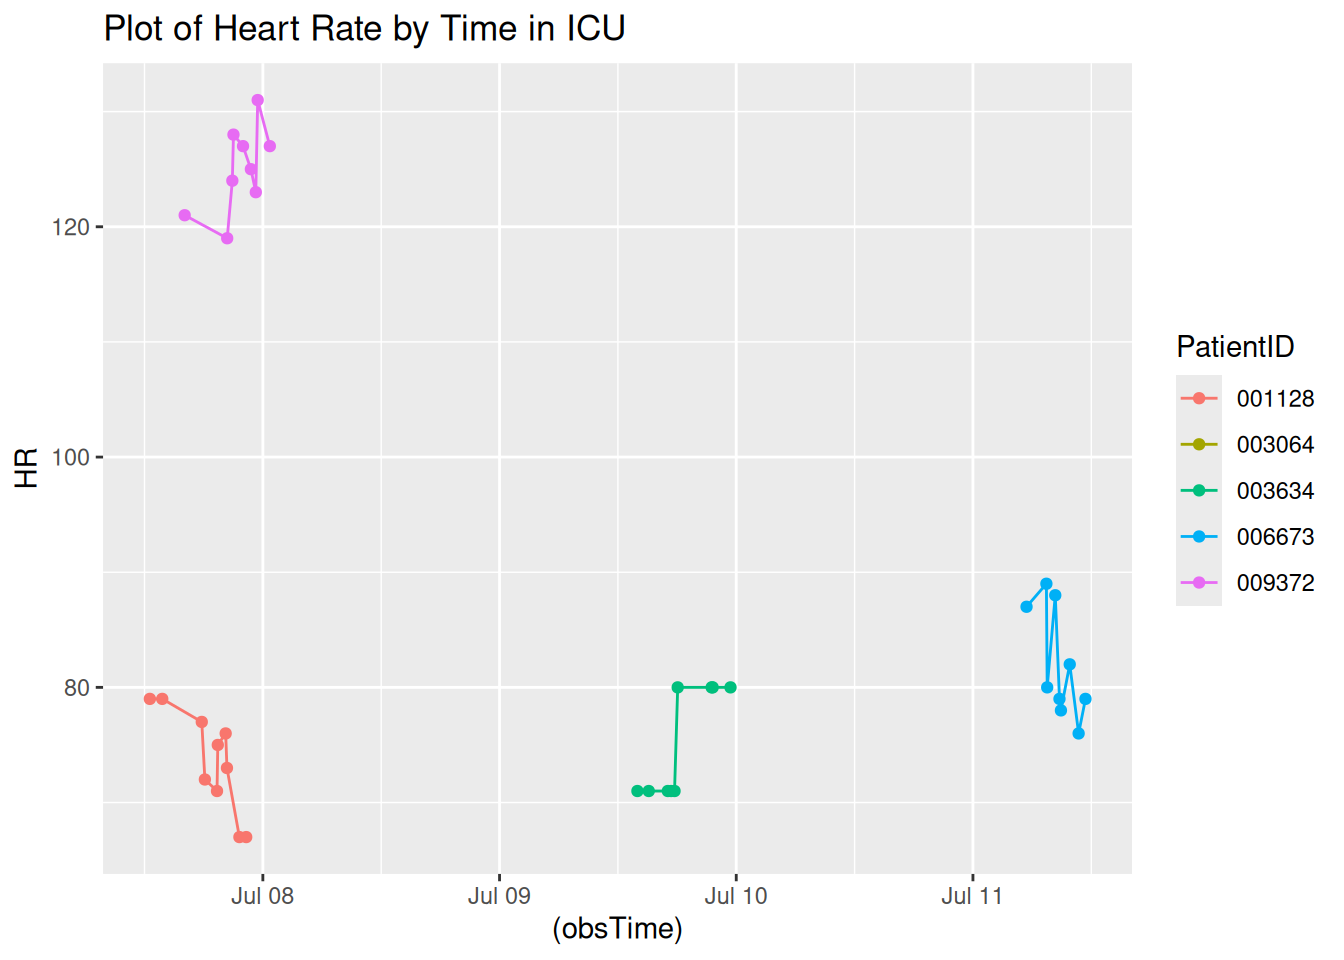 Plot of Heart Rate by Time in ICU
120
100
80
HR
Jul 08
Jul 09
Jul 10
Jul 11
(obsTime)
PatientID
001128
003064
003634
006673
009372